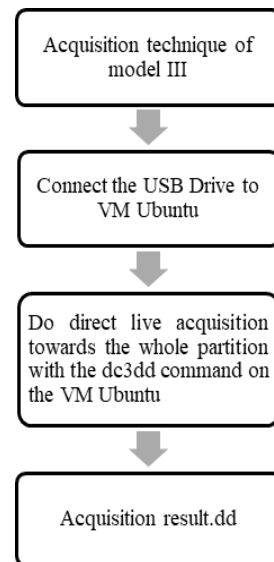 Acquisition technique of
model III
Connect the USB Drive to
VM Ubuntu
Do direct live acquisition
towards the whole partition
with the dc3dd command on
the VM Ubuntu
Acquisition result.dd